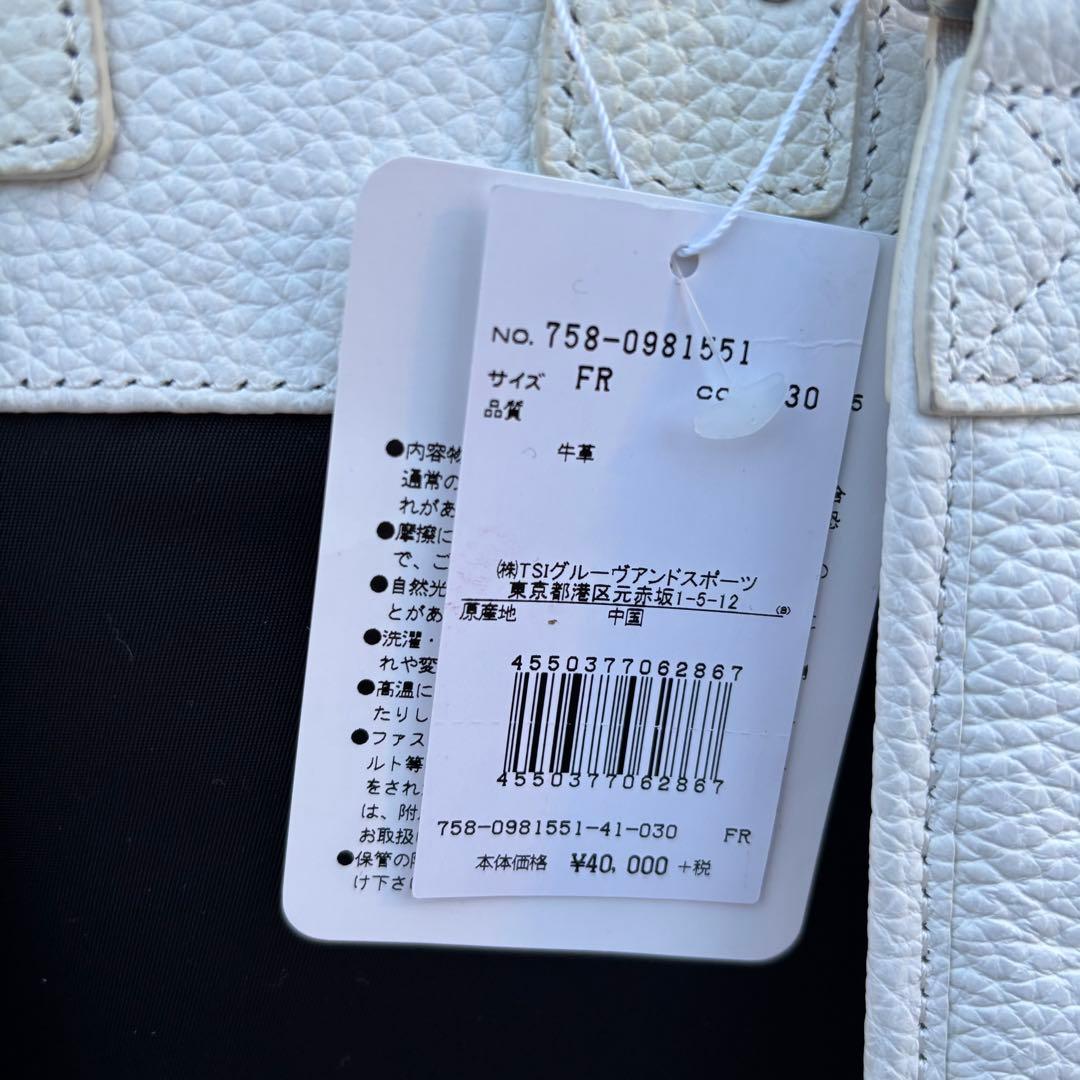 NO. 758-0981551
サイズ FR 30
品質
牛革
(株)TSIグルーヴアンドスポーツ
東京都港区元赤坂1-5-12 (8)
原産地 中国
4550377062867
4550377062867
758-0981551-41-030 FR
本体価格 ¥40,000 +税
●内容物
通常の
れがあ
●摩擦に
で、ご
●自然光
とがあ
●洗濯・
れや変
●高温に
たりし
●ファス
ルト等
をされ
は、附
お取扱
●保管の
け下さ